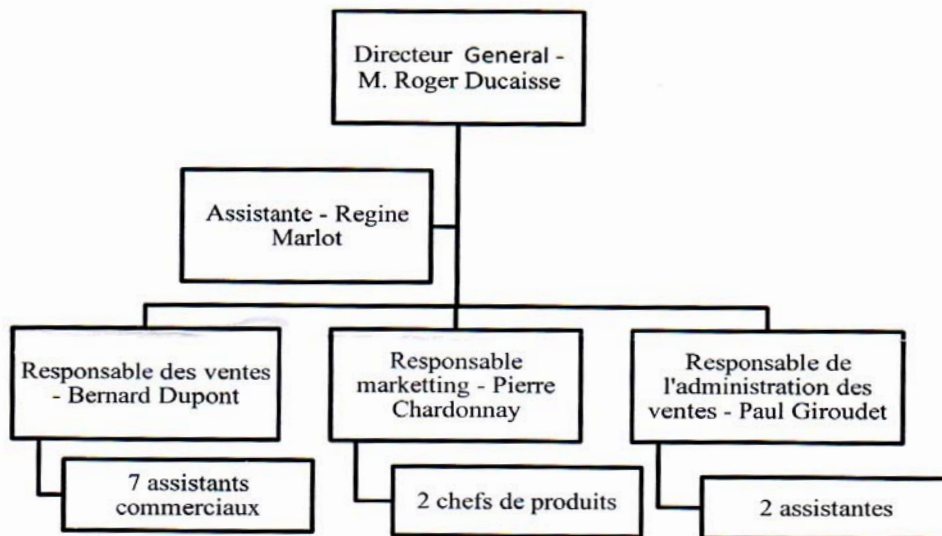 Directeur General -
M. Roger Ducaisse
Assistante - Regine
Marlot
Responsable des ventes
- Bernard Dupont
Responsable
marketting - Pierre
Chardonnay
Responsable de
l'administration des
ventes - Paul Giroudet
7 assistants
commerciaux
2 chefs de produits
2 assistantes